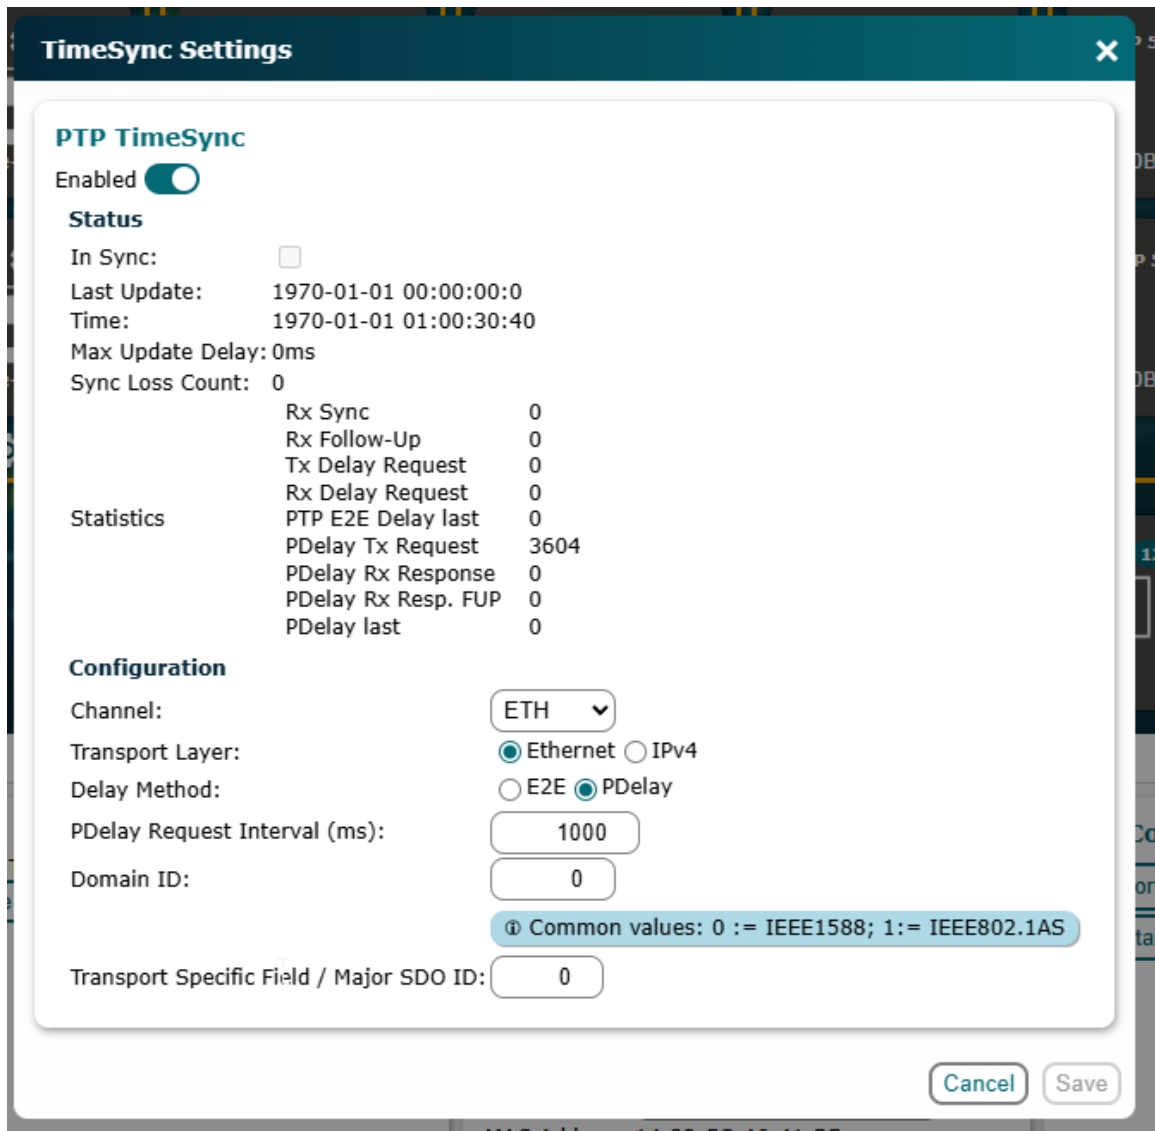 TimeSync Settings
PTP TimeSync
Enabled
Status
In Sync:
Last Update: 1970-01-01 00:00:00:0
Time: 1970-01-01 01:00:30:40
Max Update Delay: 0ms
Sync Loss Count: 0
Statistics
Rx Sync 0
Rx Follow-Up 0
Tx Delay Request 0
Rx Delay Request 0
PTP E2E Delay last 0
PDelay Tx Request 3604
PDelay Rx Response 0
PDelay Rx Resp. FUP 0
PDelay last 0
Configuration
Channel: ETH
Transport Layer: Ethernet IPv4
Delay Method: E2E PDelay
PDelay Request Interval (ms): 1000
Domain ID: 0
Common values: 0 := IEEE1588; 1:= IEEE802.1AS
Transport Specific Field / Major SDO ID: 0
Cancel Save